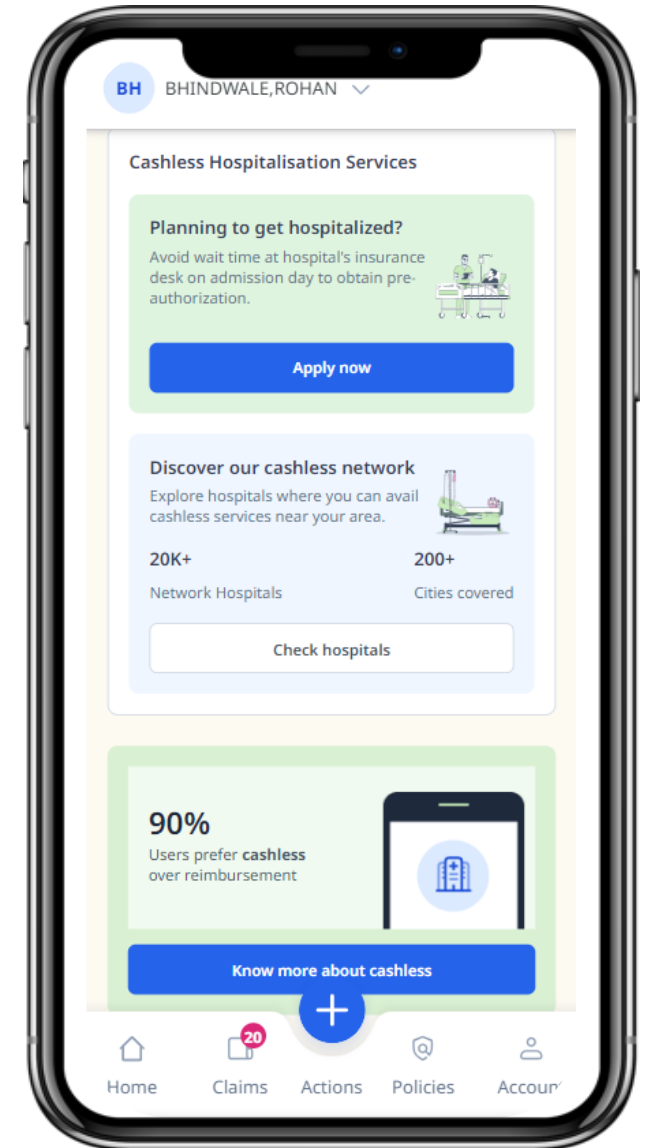 BH BHINDWALE,ROHAN
Cashless Hospitalisation Services
Planning to get hospitalized?
Avoid wait time at hospital's insurance
desk on admission day to obtain pre-
authorization.
Apply now
Discover our cashless network
Explore hospitals where you can avail
cashless services near your area.
20K+ 200+
Network Hospitals Cities covered
Check hospitals
90%
Users prefer cashless
over reimbursement
Know more about cashless
20
Home Claims Actions Policies Accoun